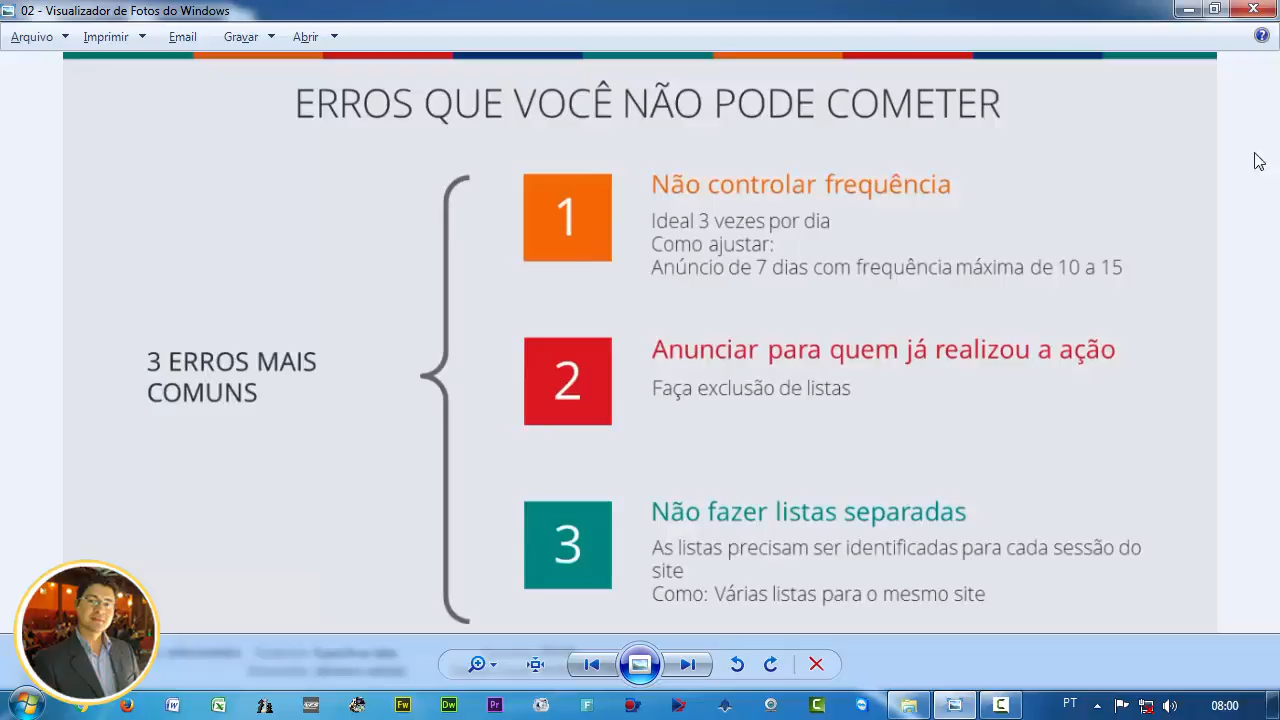 02 - Visualizador de Fotos do Windows
Arquivo Imprimir Email Gravar Abrir
ERROS QUE VOCÊ NÃO PODE COMETER
3 ERROS MAIS
COMUNS
1
Não controlar frequência
Ideal 3 vezes por dia
Como ajustar:
Anúncio de 7 dias com frequência máxima de 10 a 15
2
Anunciar para quem já realizou a ação
Faça exclusão de listas
3
Não fazer listas separadas
As listas precisam ser identificadas para cada sessão do
site
Como: Várias listas para o mesmo site
Fw Dw Pr F C C
PT 08:00